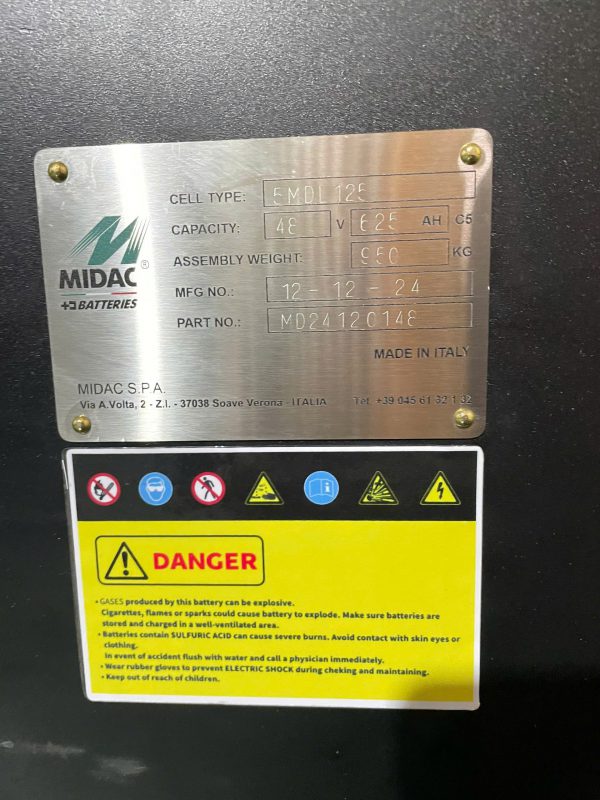 CELL TYPE: 5MDL 125
CAPACITY: 48 V 625 AH C5
ASSEMBLY WEIGHT: 950 KG
MFG NO.: 12-12-24
PART NO.: MD24120148
MADE IN ITALY
MIDAC®
BATTERIES
MIDAC S.P.A.
Via A.Volta, 2 - Z.I. - 37038 Soave Verona - ITALIA Tel. +39 045 61 32 1 32
DANGER
• GASES produced by this battery can be explosive.
Cigarettes, flames or sparks could cause battery to explode. Make sure batteries are
stored and charged in a well-ventilated area.
• Batteries contain SULFURIC ACID can cause severe burns. Avoid contact with skin eyes or
clothing.
In event of accident flush with water and call a physician immediately.
• Wear rubber gloves to prevent ELECTRIC SHOCK during cheking and maintaining.
• Keep out of reach of children.